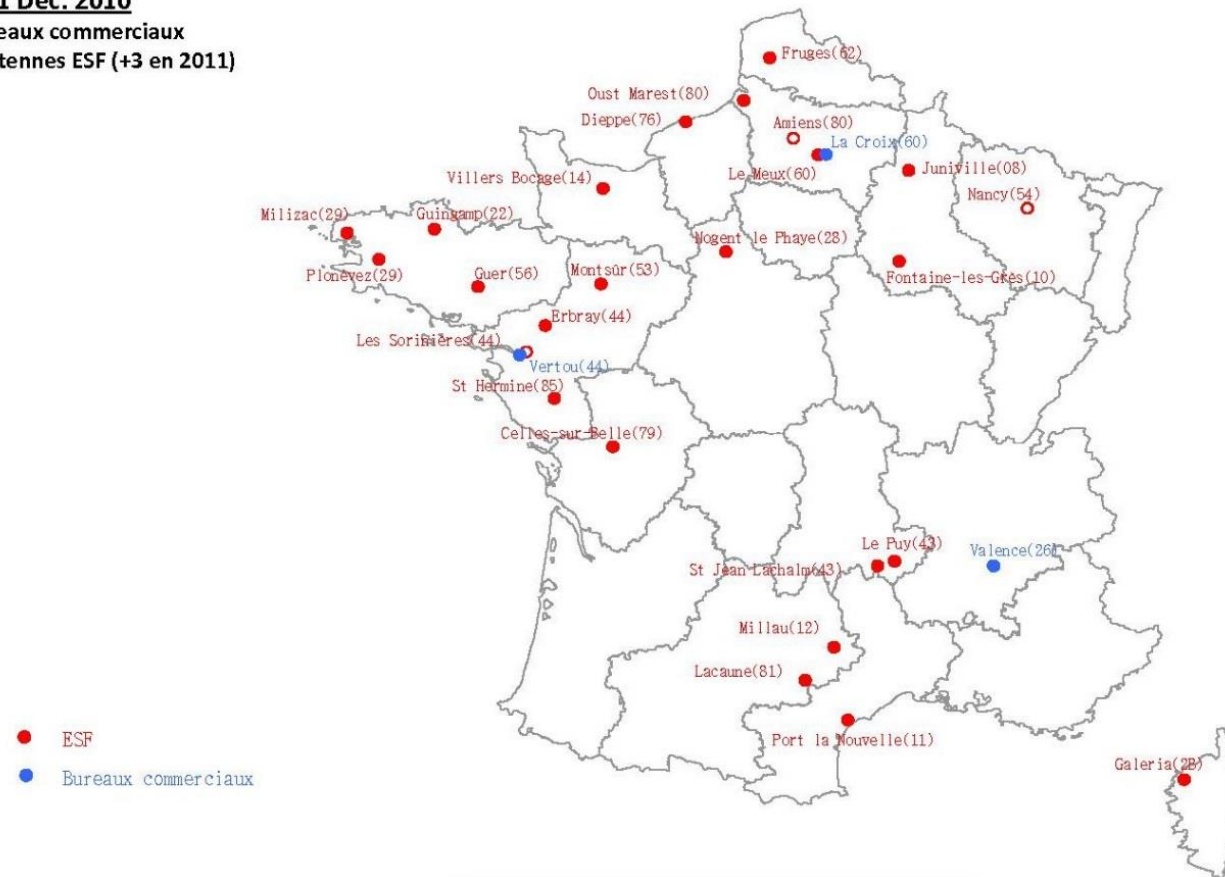 1 Dec. 2010
eaux commerciaux
tennes ESF (+3 en 2011)
Fruges(62)
Oust Marest(80)
Dieppe(76)
Amiens(80)
La Croix(60)
Le Meux(60)
Juniville(08)
Villers Bocage(14)
Nancy(54)
Milizac(29)
Guingamp(22)
Nogent le Phaye(28)
Plonevez(29)
Guer(56)
Montsûr(53)
Fontaine-les-Grès(10)
Erbray(44)
Les Sorinières(44)
Vertou(44)
St Hermine(85)
Celles-sur-Belle(79)
Le Puy(43)
Valence(26)
St Jean Lachalm(43)
Millau(12)
Lacaune(81)
ESF
Port la Nouvelle(11)
Galeria(2B)
Bureaux commerciaux